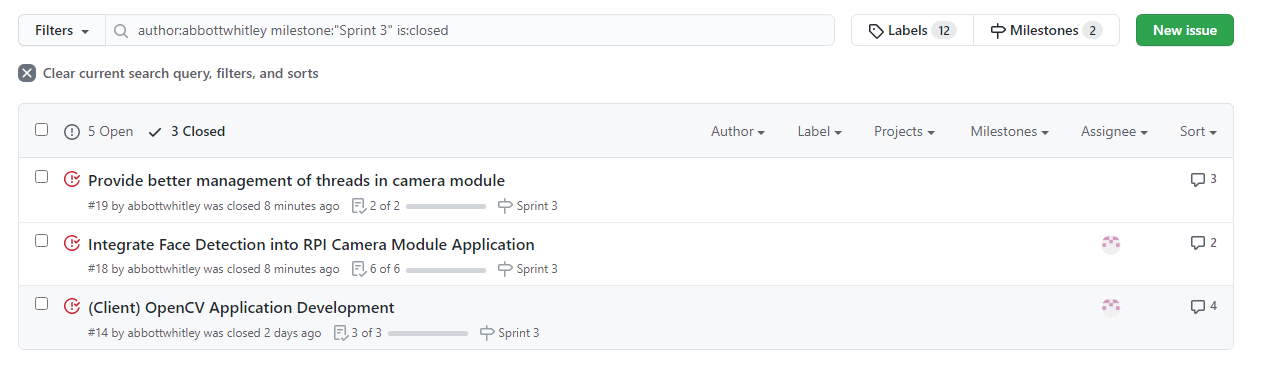 Filters author:abbottwhitley milestone:"Sprint 3" is:closed Labels 12 Milestones 2 New issue
Clear current search query, filters, and sorts
5 Open 3 Closed Author Label Projects Milestones Assignee Sort
Provide better management of threads in camera module 3
#19 by abbottwhitley was closed 8 minutes ago 2 of 2 Sprint 3
Integrate Face Detection into RPI Camera Module Application 2
#18 by abbottwhitley was closed 8 minutes ago 6 of 6 Sprint 3
(Client) OpenCV Application Development 4
#14 by abbottwhitley was closed 2 days ago 3 of 3 Sprint 3